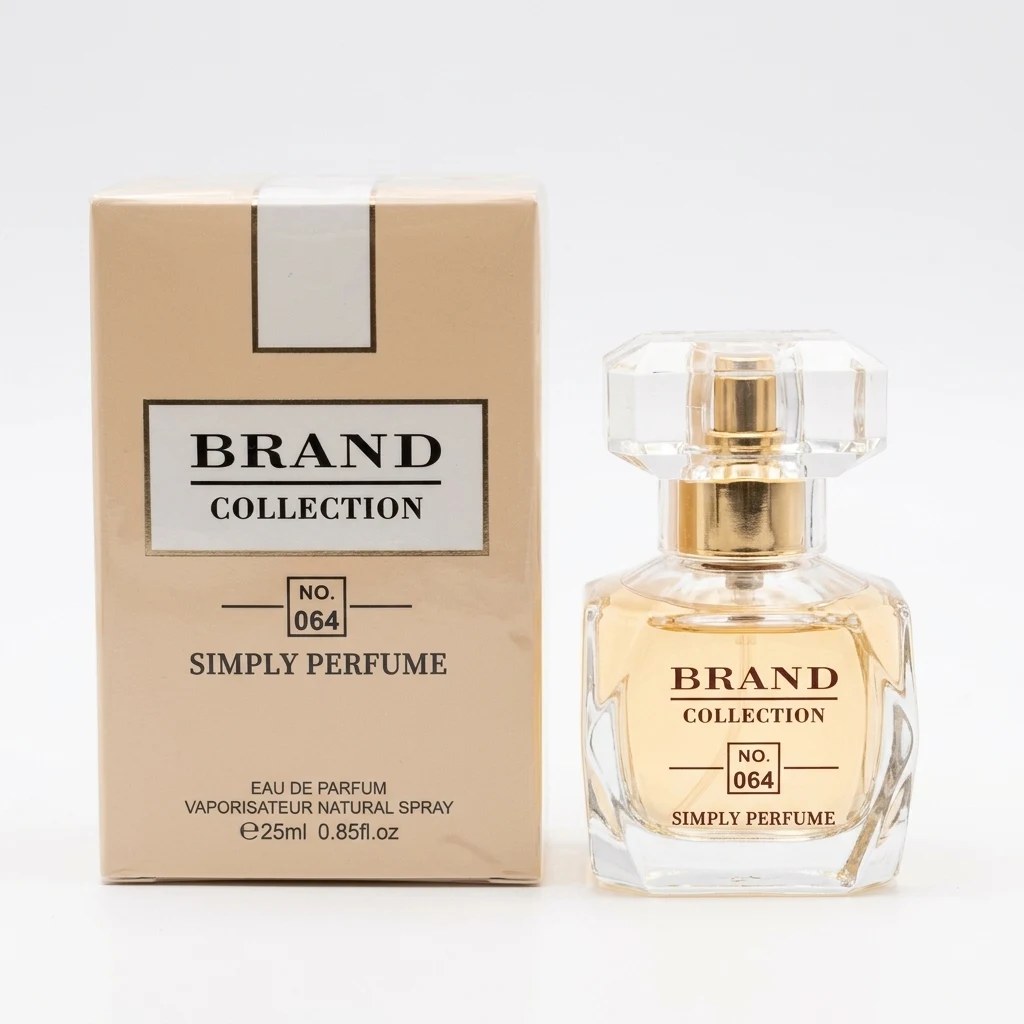 BRAND
COLLECTION
NO.
064
SIMPLY PERFUME
EAU DE PARFUM
VAPORISATEUR NATURAL SPRAY
℮25ml 0.85fl.oz
BRAND
COLLECTION
NO.
064
SIMPLY PERFUME